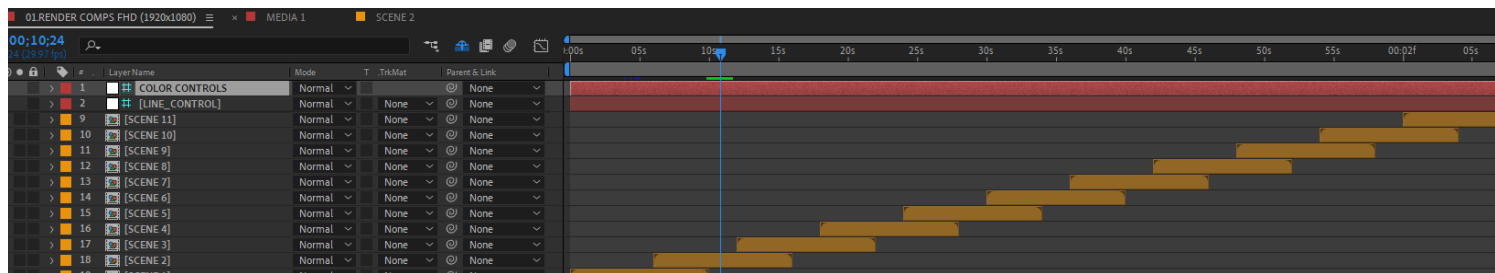 01.RENDER COMPS FHD (1920x1080) MEDIA 1 SCENE 2
00;10;24
24 (29.97 fps)
:00s 05s 10s 15s 20s 25s 30s 35s 40s 45s 50s 55s 00:02f 05s
# Layer Name Mode T .TrkMat Parent & Link
1 COLOR CONTROLS Normal None
2 [LINE_CONTROL] Normal None None
9 [SCENE 11] Normal None None
10 [SCENE 10] Normal None None
11 [SCENE 9] Normal None None
12 [SCENE 8] Normal None None
13 [SCENE 7] Normal None None
14 [SCENE 6] Normal None None
15 [SCENE 5] Normal None None
16 [SCENE 4] Normal None None
17 [SCENE 3] Normal None None
18 [SCENE 2] Normal None None